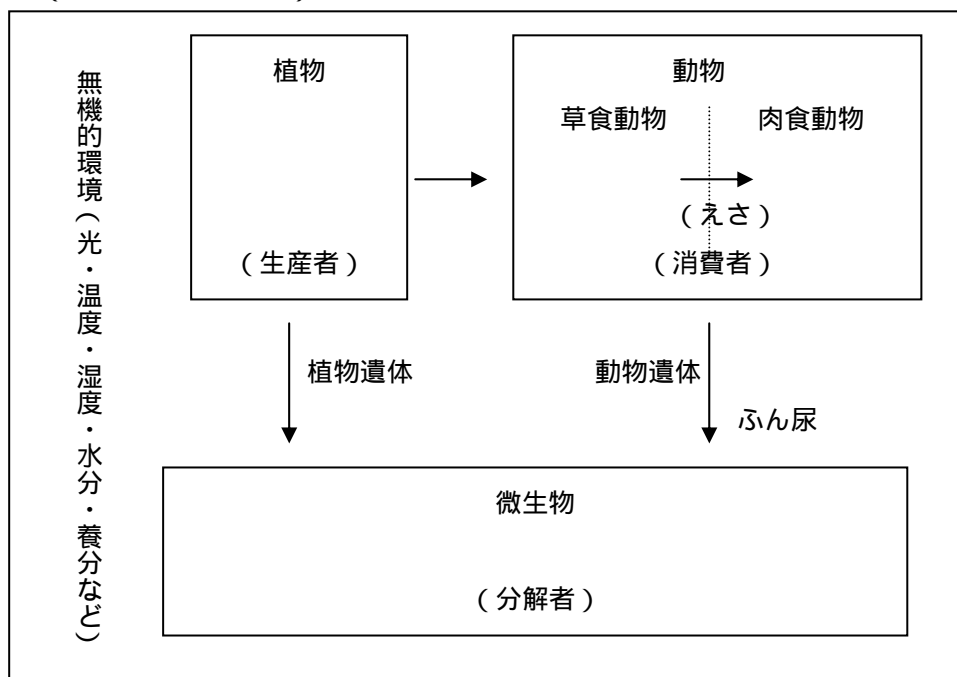 無機的環境（光・温度・湿度・水分・養分など）
植物
（生産者）
動物
草食動物
肉食動物
（えさ）
（消費者）
植物遺体
動物遺体
ふん尿
微生物
（分解者）